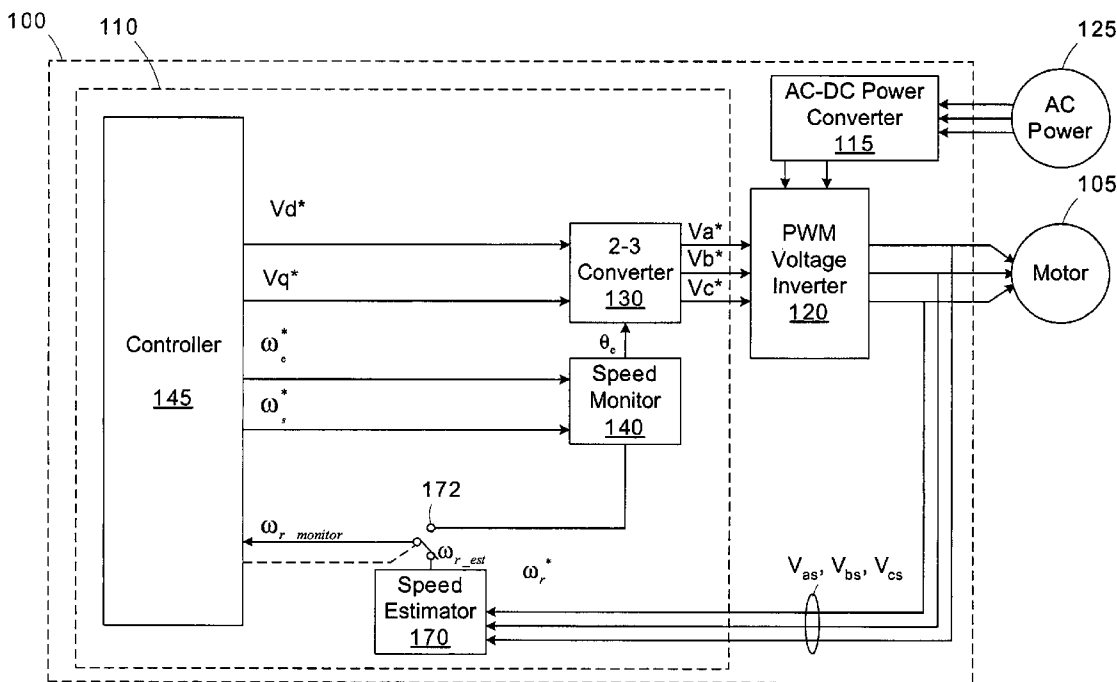 100
110
125
AC-DC Power
Converter
115
AC
Power
105
Vd*
Vq*
2-3
Converter
130
Va*
Vb*
Vc*
PWM
Voltage
Inverter
120
Motor
Controller
145
ω*e
ω*s
θe
Speed
Monitor
140
172
ωr_monitor
ωr_est
ωr*
Speed
Estimator
170
Vas, Vbs, Vcs